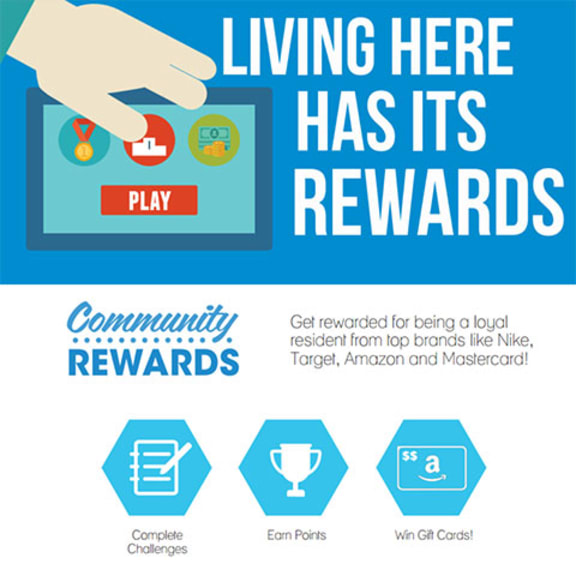 LIVING HERE
HAS ITS
REWARDS
PLAY
Community
REWARDS
Get rewarded for being a loyal
resident from top brands like Nike,
Target, Amazon and Mastercard!
$$ a
Complete
Challenges
Earn Points
Win Gift Cards!